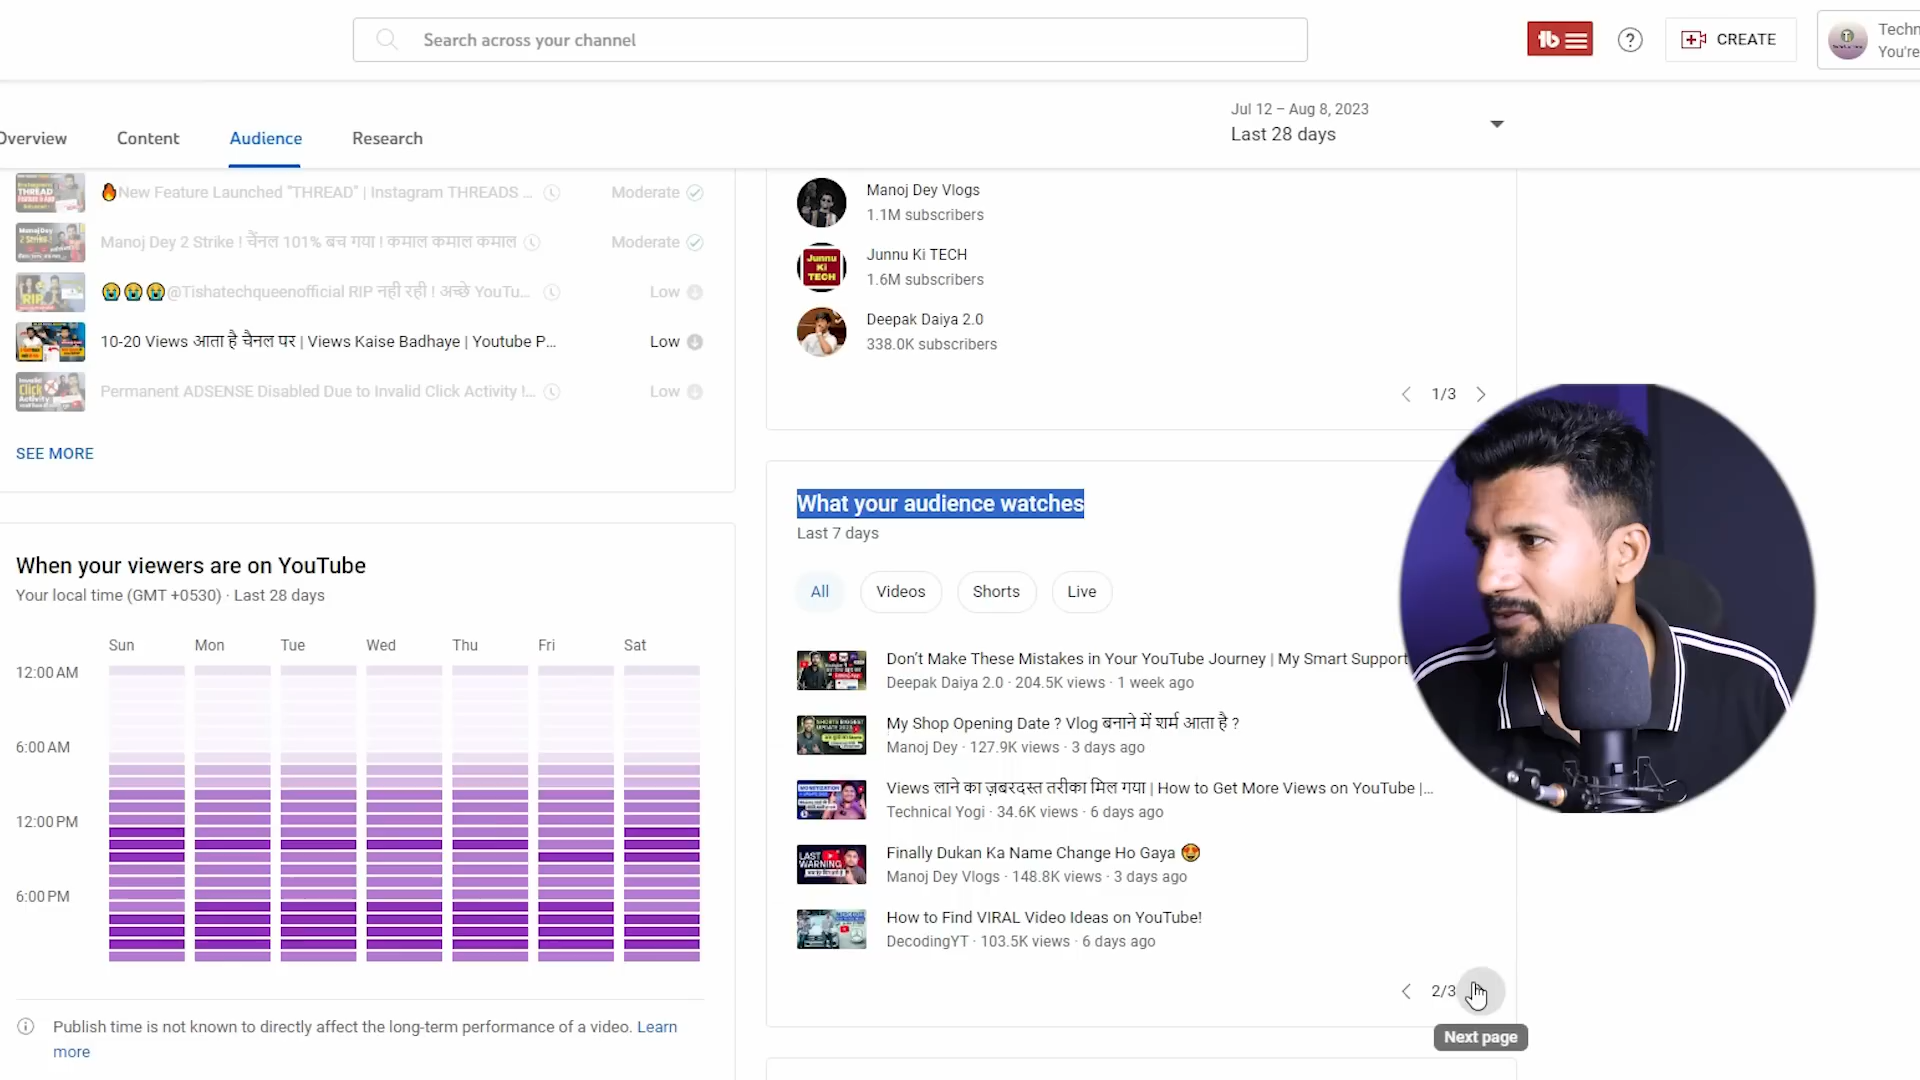 Search across your channel
CREATE
Techn
You're
Overview
Content
Audience
Research
Jul 12 – Aug 8, 2023
Last 28 days
🔥New Feature Launched "THREAD" | Instagram THREADS ...
Moderate
Manoj Dey 2 Strike ! चैंनल 101% बच गया ! कमाल कमाल कमाल
Moderate
😭😭😭@Tishatechqueenofficial RIP नही रही ! अच्छे YouTu...
Low
10-20 Views आता है चैनल पर | Views Kaise Badhaye | Youtube P...
Low
Permanent ADSENSE Disabled Due to Invalid Click Activity !...
Low
SEE MORE
Manoj Dey Vlogs
1.1M subscribers
Junnu Ki TECH
Junnu Ki TECH
1.6M subscribers
Deepak Daiya 2.0
338.0K subscribers
1/3
When your viewers are on YouTube
Your local time (GMT +0530) · Last 28 days
Sun Mon Tue Wed Thu Fri Sat
12:00 AM
6:00 AM
12:00 PM
6:00 PM
Publish time is not known to directly affect the long-term performance of a video. Learn
more
What your audience watches
Last 7 days
All Videos Shorts Live
Don't Make These Mistakes in Your YouTube Journey | My Smart Support
Deepak Daiya 2.0 · 204.5K views · 1 week ago
My Shop Opening Date ? Vlog बनाने में शर्म आता है ?
Manoj Dey · 127.9K views · 3 days ago
Views लाने का ज़बरदस्त तरीका मिल गया | How to Get More Views on YouTube |...
Technical Yogi · 34.6K views · 6 days ago
Finally Dukan Ka Name Change Ho Gaya 😍
Manoj Dey Vlogs · 148.8K views · 3 days ago
LAST
WARNING
How to Find VIRAL Video Ideas on YouTube!
DecodingYT · 103.5K views · 6 days ago
2/3
Next page